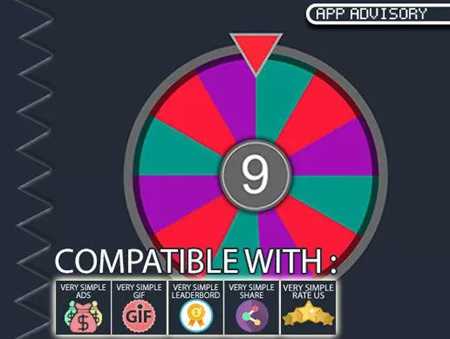 APP ADVISORY
9
COMPATIBLE WITH :
VERY SIMPLE
ADS
$
VERY SIMPLE
GIF
GiF
VERY SIMPLE
LEADERBORD
VERY SIMPLE
SHARE
VERY SIMPLE
RATE US